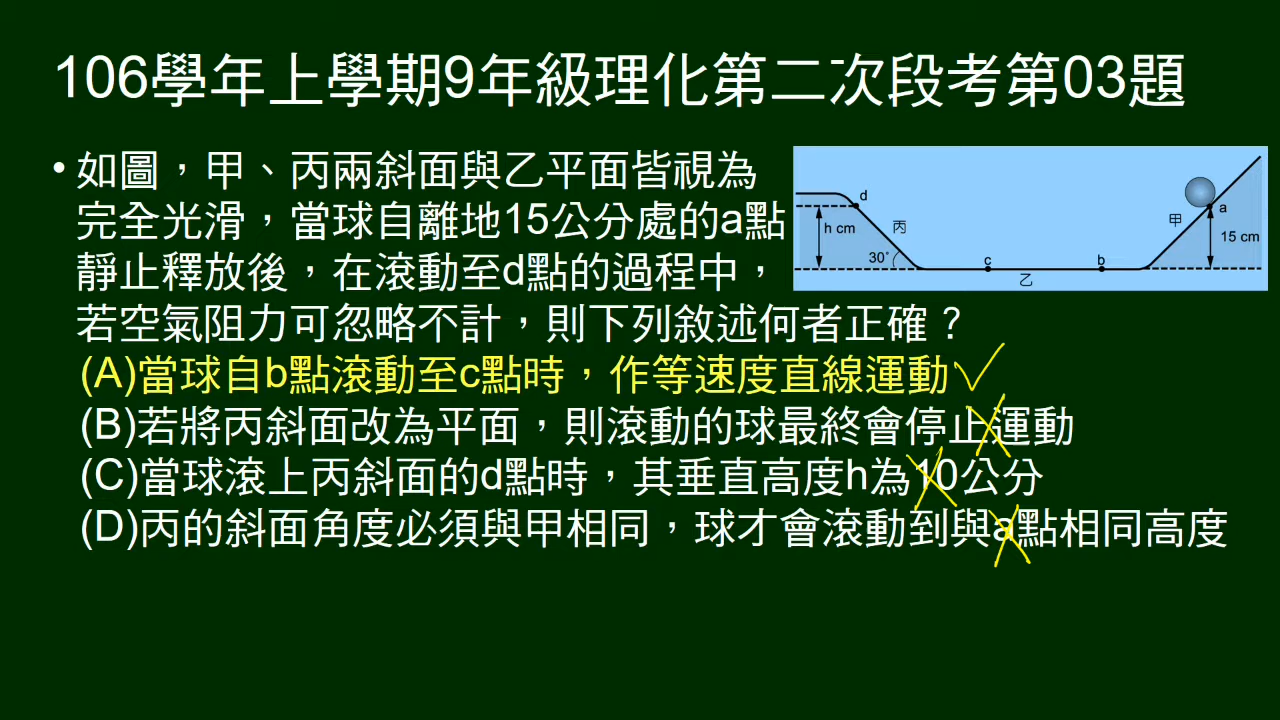 106學年上學期9年級理化第二次段考第03題
• 如圖，甲、丙兩斜面與乙平面皆視為
完全光滑，當球自離地15公分處的a點
靜止釋放後，在滾動至d點的過程中，
若空氣阻力可忽略不計，則下列敘述何者正確？
(A)當球自b點滾動至c點時，作等速度直線運動
(B)若將丙斜面改為平面，則滾動的球最終會停止運動
(C)當球滾上丙斜面的d點時，其垂直高度h為10公分
(D)丙的斜面角度必須與甲相同，球才會滾動到與a點相同高度
d
h cm
丙
30°
c
乙
b
甲
a
15 cm